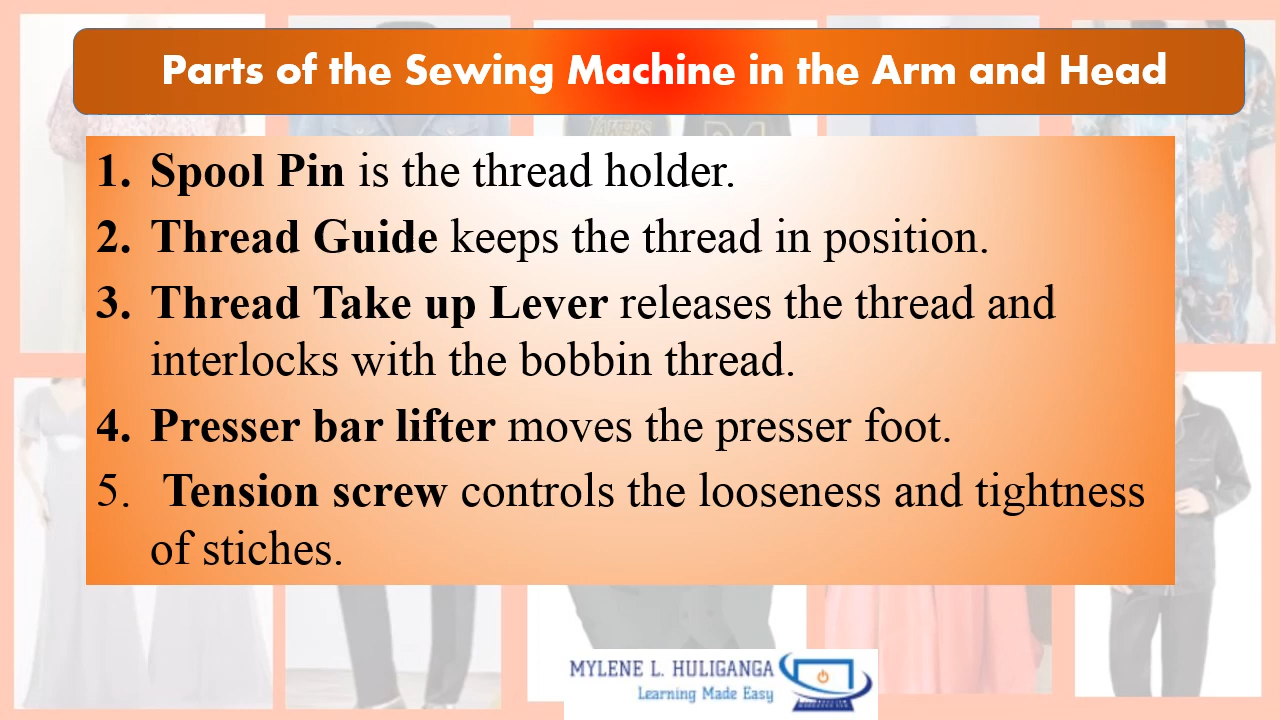 Parts of the Sewing Machine in the Arm and Head
1. Spool Pin is the thread holder.
2. Thread Guide keeps the thread in position.
3. Thread Take up Lever releases the thread and
interlocks with the bobbin thread.
4. Presser bar lifter moves the presser foot.
5. Tension screw controls the looseness and tightness
of stiches.
MYLENE L. HULIGANGA
Learning Made Easy